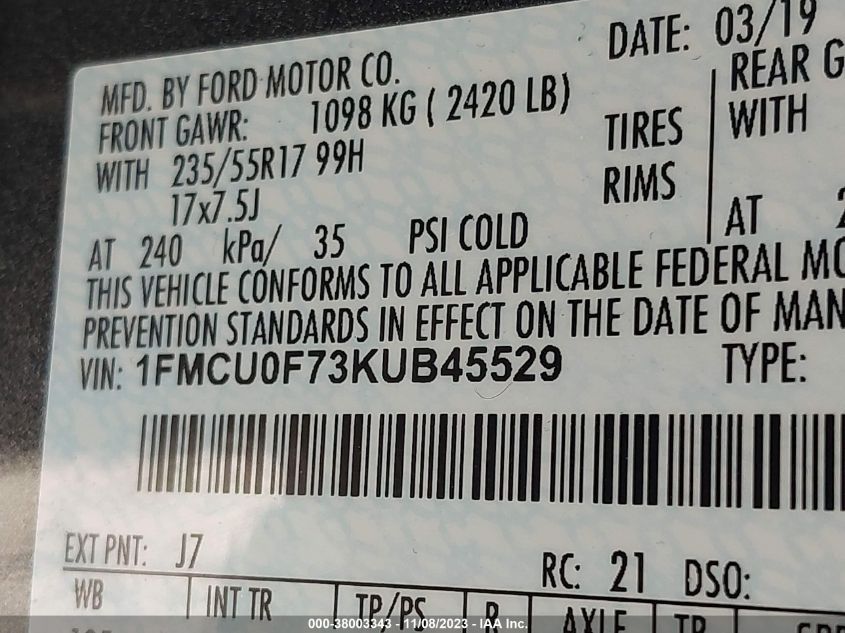 DATE: 03/19
MFD. BY FORD MOTOR CO.
FRONT GAWR: 1098 KG ( 2420 LB) REAR G
WITH 235/55R17 99H TIRES WITH
17x7.5J RIMS
AT 240 kPa/ 35 PSI COLD AT 2
THIS VEHICLE CONFORMS TO ALL APPLICABLE FEDERAL MO
PREVENTION STANDARDS IN EFFECT ON THE DATE OF MAN
VIN: 1FMCU0F73KUB45529 TYPE:
EXT PNT: J7 RC: 21 DSO:
WB INT TR TP/PS R AXLE TR SPR
000-38003343 - 11/08/2023 - IAA Inc.